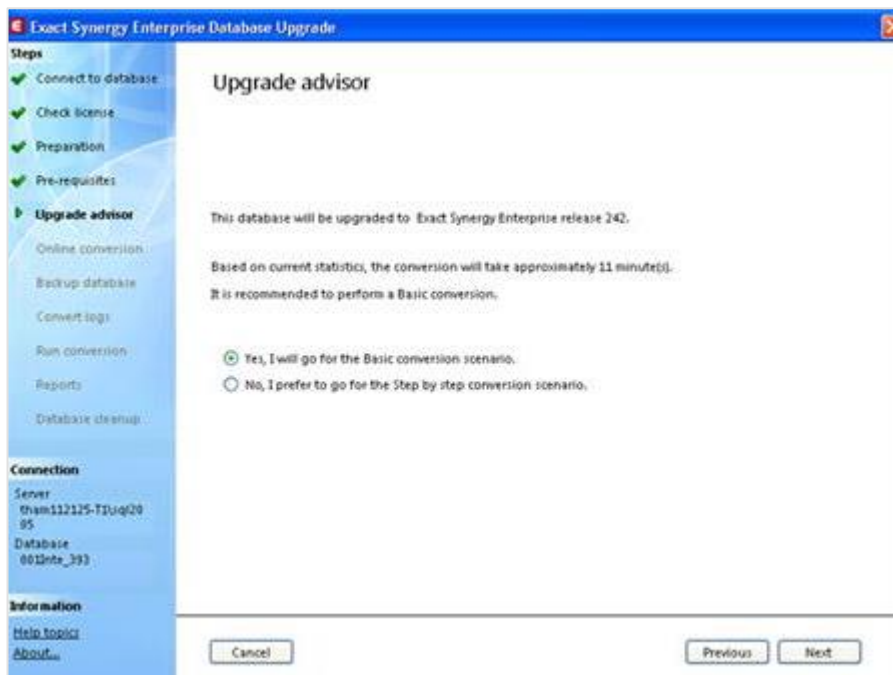 Exact Synergy Enterprise Database Upgrade
Steps
Connect to database
Check license
Preparation
Pre-requisites
Upgrade advisor
Online conversion
Backup database
Convert logs
Run conversion
Reports
Database cleanup
Connection
Server
Database
Information
Help topics
About...
Upgrade advisor
This database will be upgraded to Exact Synergy Enterprise release 242.
Based on current statistics, the conversion will take approximately 11 minute(s).
It is recommended to perform a Basic conversion.
Yes, I will go for the Basic conversion scenario.
No, I prefer to go for the Step by step conversion scenario.
Cancel
Previous
Next